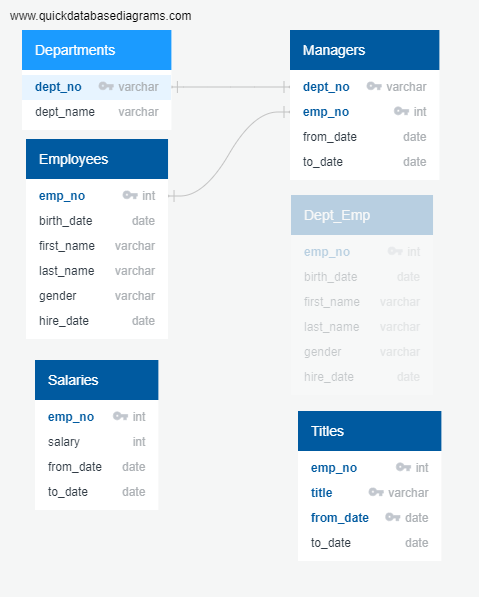 www.quickdatabasediagrams.com
Departments
dept_no varchar
dept_name varchar
Managers
dept_no varchar
emp_no int
from_date date
to_date date
Employees
emp_no int
birth_date date
first_name varchar
last_name varchar
gender varchar
hire_date date
Dept_Emp
emp_no int
birth_date date
first_name varchar
last_name varchar
gender varchar
hire_date date
Salaries
emp_no int
salary int
from_date date
to_date date
Titles
emp_no int
title varchar
from_date date
to_date date